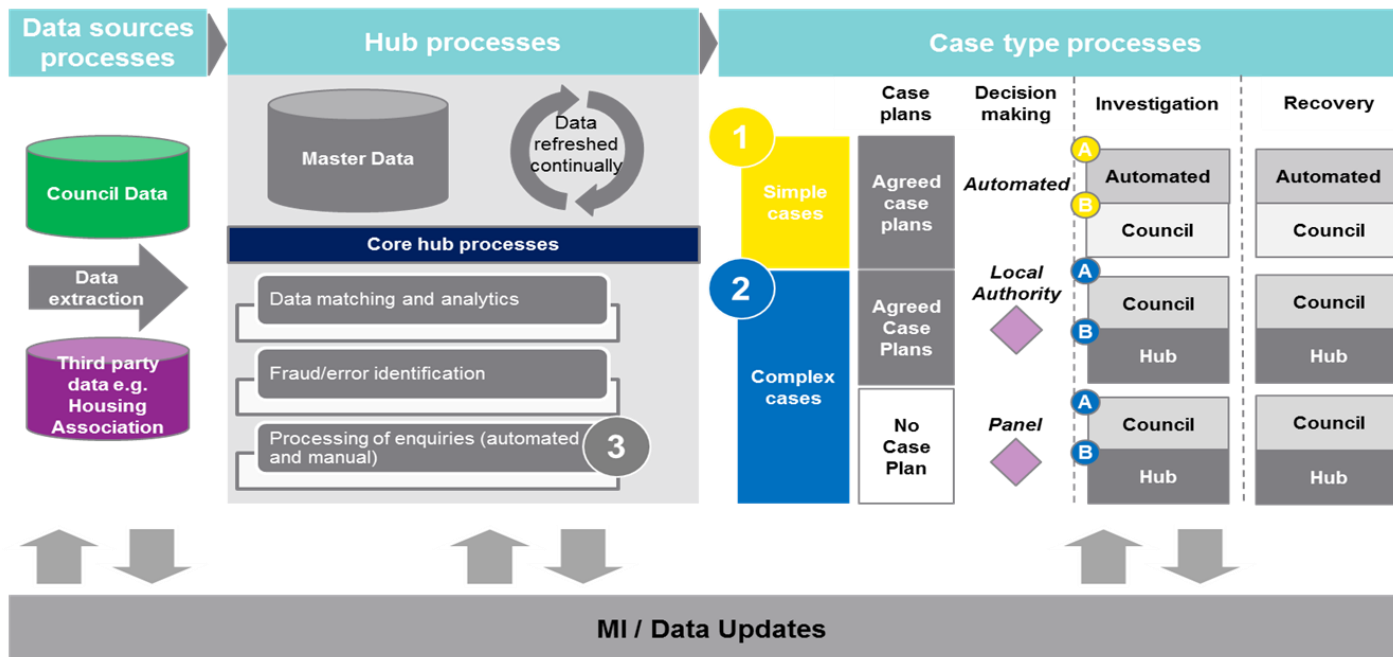 Data sources
processes
Hub processes
Case type processes
Council Data
Data
extraction
Third party
data e.g.
Housing
Association
Master Data
Data
refreshed
continually
Core hub processes
Data matching and analytics
Fraud/error identification
Processing of enquiries (automated
and manual)
3
Case
plans
Decision
making
Investigation
Recovery
1
Simple
cases
Agreed
case
plans
Automated
A
Automated
B
Council
Automated
Council
2
Complex
cases
Agreed
Case
Plans
Local
Authority
A
Council
B
Hub
Council
Hub
No
Case
Plan
Panel
A
Council
B
Hub
Council
Hub
MI / Data Updates